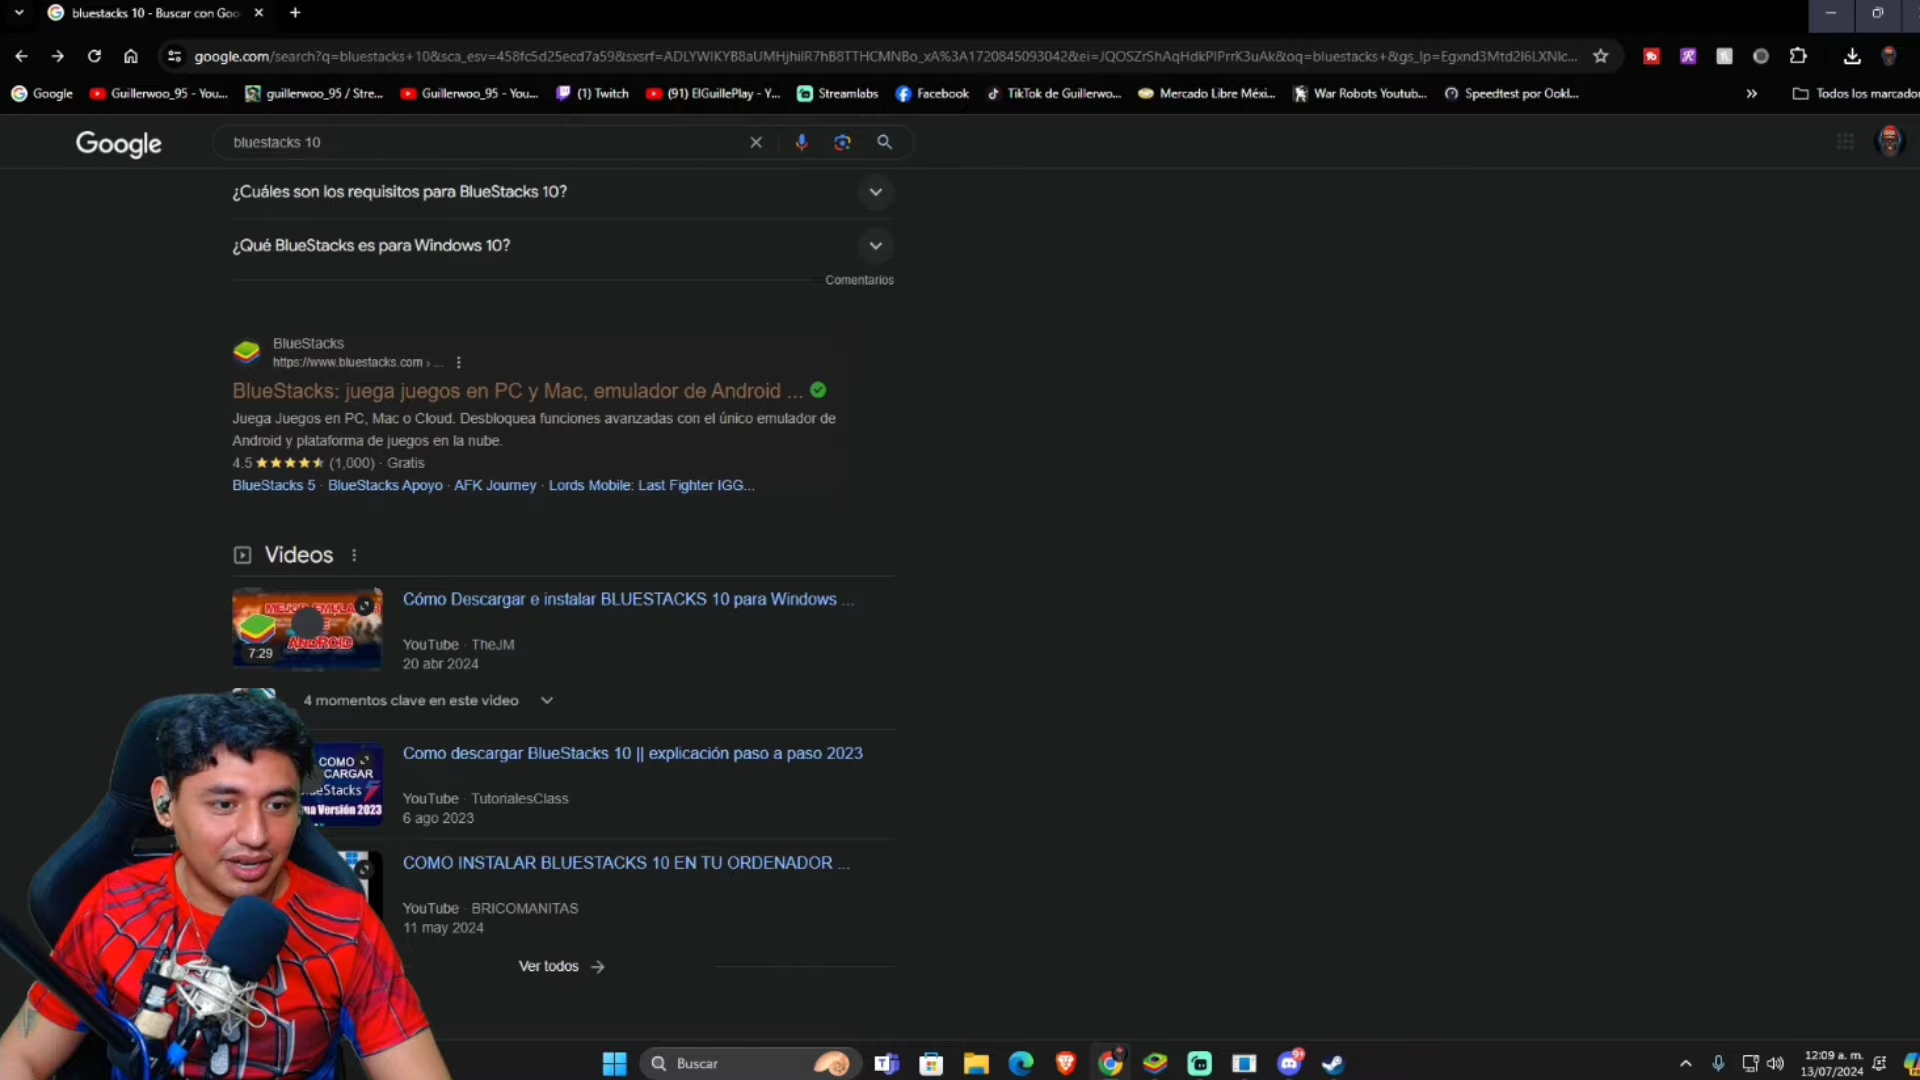 bluestacks 10 - Buscar con Goo
google.com/search?q=bluestacks+10&sca_esv=458fc5d25ecd7a59&sxsrf=ADLYWIKYB8aUMHjhiIR7hB8TTHCMNBo_xA%3A1720845093042&ei=JQOSZrShAqHdkPIPrrK3uAk&oq=bluestacks+&gs_lp=Egxnd3Mtd2l6LXNlc...
Google
Guillerwoo_95 - You...
guillerwoo_95 / Stre...
Guillerwoo_95 - You...
(1) Twitch
(91) ElGuillePlay - Y...
Streamlabs
Facebook
TikTok de Guillerwo...
Mercado Libre Méxi...
War Robots Youtub...
Speedtest por Ookl...
»
Todos los marcado
Google
bluestacks 10
¿Cuáles son los requisitos para BlueStacks 10?
¿Qué BlueStacks es para Windows 10?
Comentarios
BlueStacks
https://www.bluestacks.com › ...
BlueStacks: juega juegos en PC y Mac, emulador de Android ...
Juega Juegos en PC, Mac o Cloud. Desbloquea funciones avanzadas con el único emulador de
Android y plataforma de juegos en la nube.
4.5 (1,000) · Gratis
BlueStacks 5 · BlueStacks Apoyo · AFK Journey · Lords Mobile: Last Fighter IGG...
Videos
MEJOR EMULA
ANDROID
7:29
Cómo Descargar e instalar BLUESTACKS 10 para Windows ...
YouTube · TheJM
20 abr 2024
4 momentos clave en este video
COMO
CARGAR
ueStacks
Versión 2023
Como descargar BlueStacks 10 || explicación paso a paso 2023
YouTube · TutorialesClass
6 ago 2023
COMO INSTALAR BLUESTACKS 10 EN TU ORDENADOR ...
YouTube · BRICOMANITAS
11 may 2024
Ver todos
Buscar
12:09 a. m.
13/07/2024